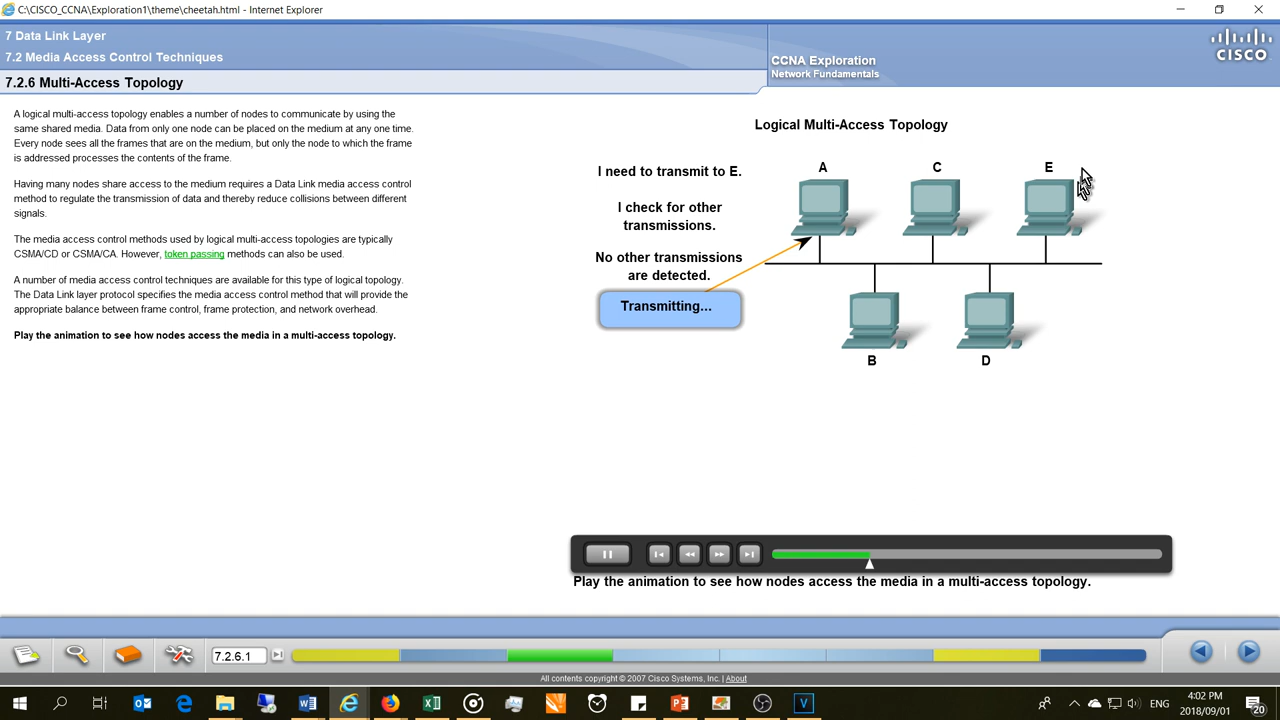 C:\CISCO_CCNA\Exploration1\theme\cheetah.html - Internet Explorer
7 Data Link Layer
7.2 Media Access Control Techniques
7.2.6 Multi-Access Topology
CCNA Exploration
Network Fundamentals
CISCO
A logical multi-access topology enables a number of nodes to communicate by using the
same shared media. Data from only one node can be placed on the medium at any one time.
Every node sees all the frames that are on the medium, but only the node to which the frame
is addressed processes the contents of the frame.
Having many nodes share access to the medium requires a Data Link media access control
method to regulate the transmission of data and thereby reduce collisions between different
signals.
The media access control methods used by logical multi-access topologies are typically
CSMA/CD or CSMA/CA. However, token passing methods can also be used.
A number of media access control techniques are available for this type of logical topology.
The Data Link layer protocol specifies the media access control method that will provide the
appropriate balance between frame control, frame protection, and network overhead.
Play the animation to see how nodes access the media in a multi-access topology.
Logical Multi-Access Topology
I need to transmit to E.
I check for other
transmissions.
No other transmissions
are detected.
Transmitting...
A
C
E
B
D
Play the animation to see how nodes access the media in a multi-access topology.
7.2.6.1
All contents copyright © 2007 Cisco Systems, Inc. | About
4:02 PM
ENG
2018/09/01
20